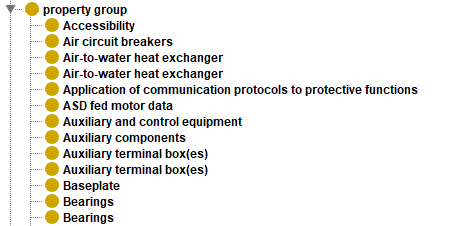 property group
Accessibility
Air circuit breakers
Air-to-water heat exchanger
Air-to-water heat exchanger
Application of communication protocols to protective functions
ASD fed motor data
Auxiliary and control equipment
Auxiliary components
Auxiliary terminal box(es)
Auxiliary terminal box(es)
Baseplate
Bearings
Bearings